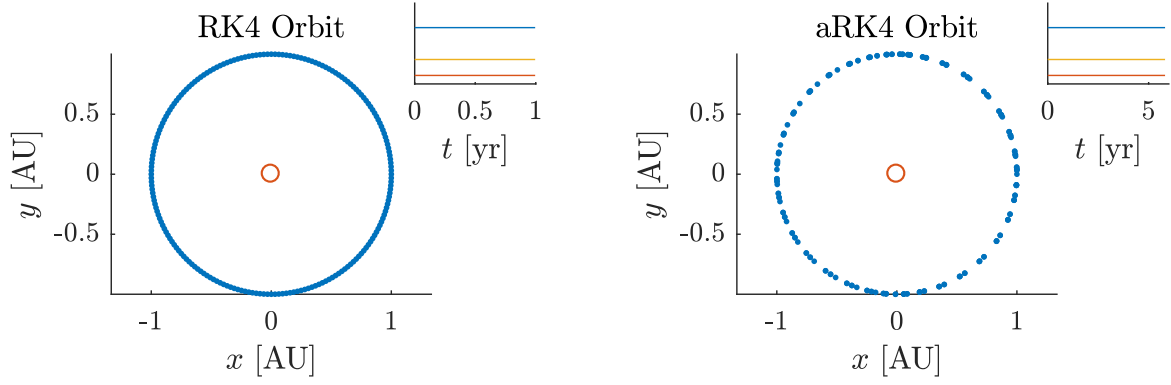 RK4 Orbit
0 0.5 1
t [yr]
0.5
0
-0.5
y [AU]
-1 0 1
x [AU]
aRK4 Orbit
0 5
t [yr]
0.5
0
-0.5
y [AU]
-1 0 1
x [AU]